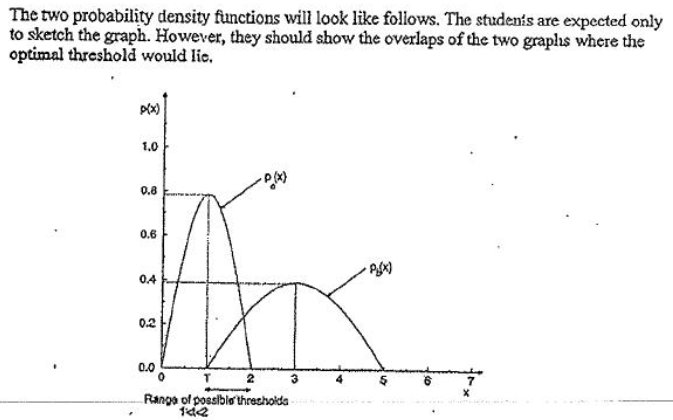 The two probability density functions will look like follows. The students are expected only
to sketch the graph. However, they should show the overlaps of the two graphs where the
optimal threshold would lie.
p(x)
1.0
0.8
p_o(x)
0.6
0.4
p_b(x)
0.2
0.0
0 1 2 3 4 5 6 7
x
Range of possible thresholds
1<t<2